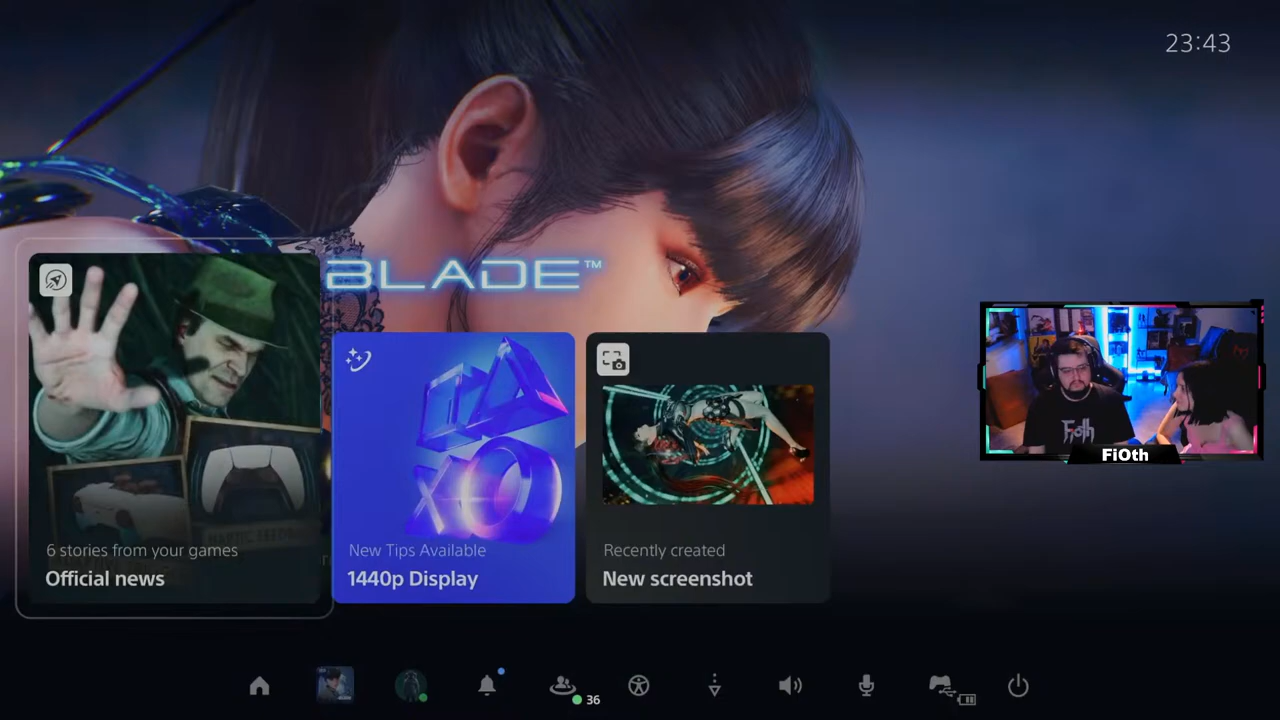 23:43
BLADE™
6 stories from your games
Official news
New Tips Available
1440p Display
Recently created
New screenshot
Fioth
FiOth
36